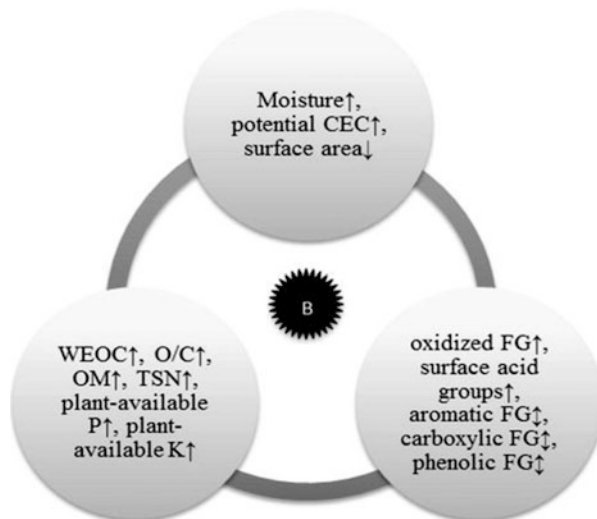 Moisture↑,
potential CEC↑,
surface area↓
B
WEOC↑, O/C↑,
OM↑, TSN↑,
plant-available
P↑, plant-
available K↑
oxidized FG↑,
surface acid
groups↑,
aromatic FG↕,
carboxylic FG↕,
phenolic FG↕